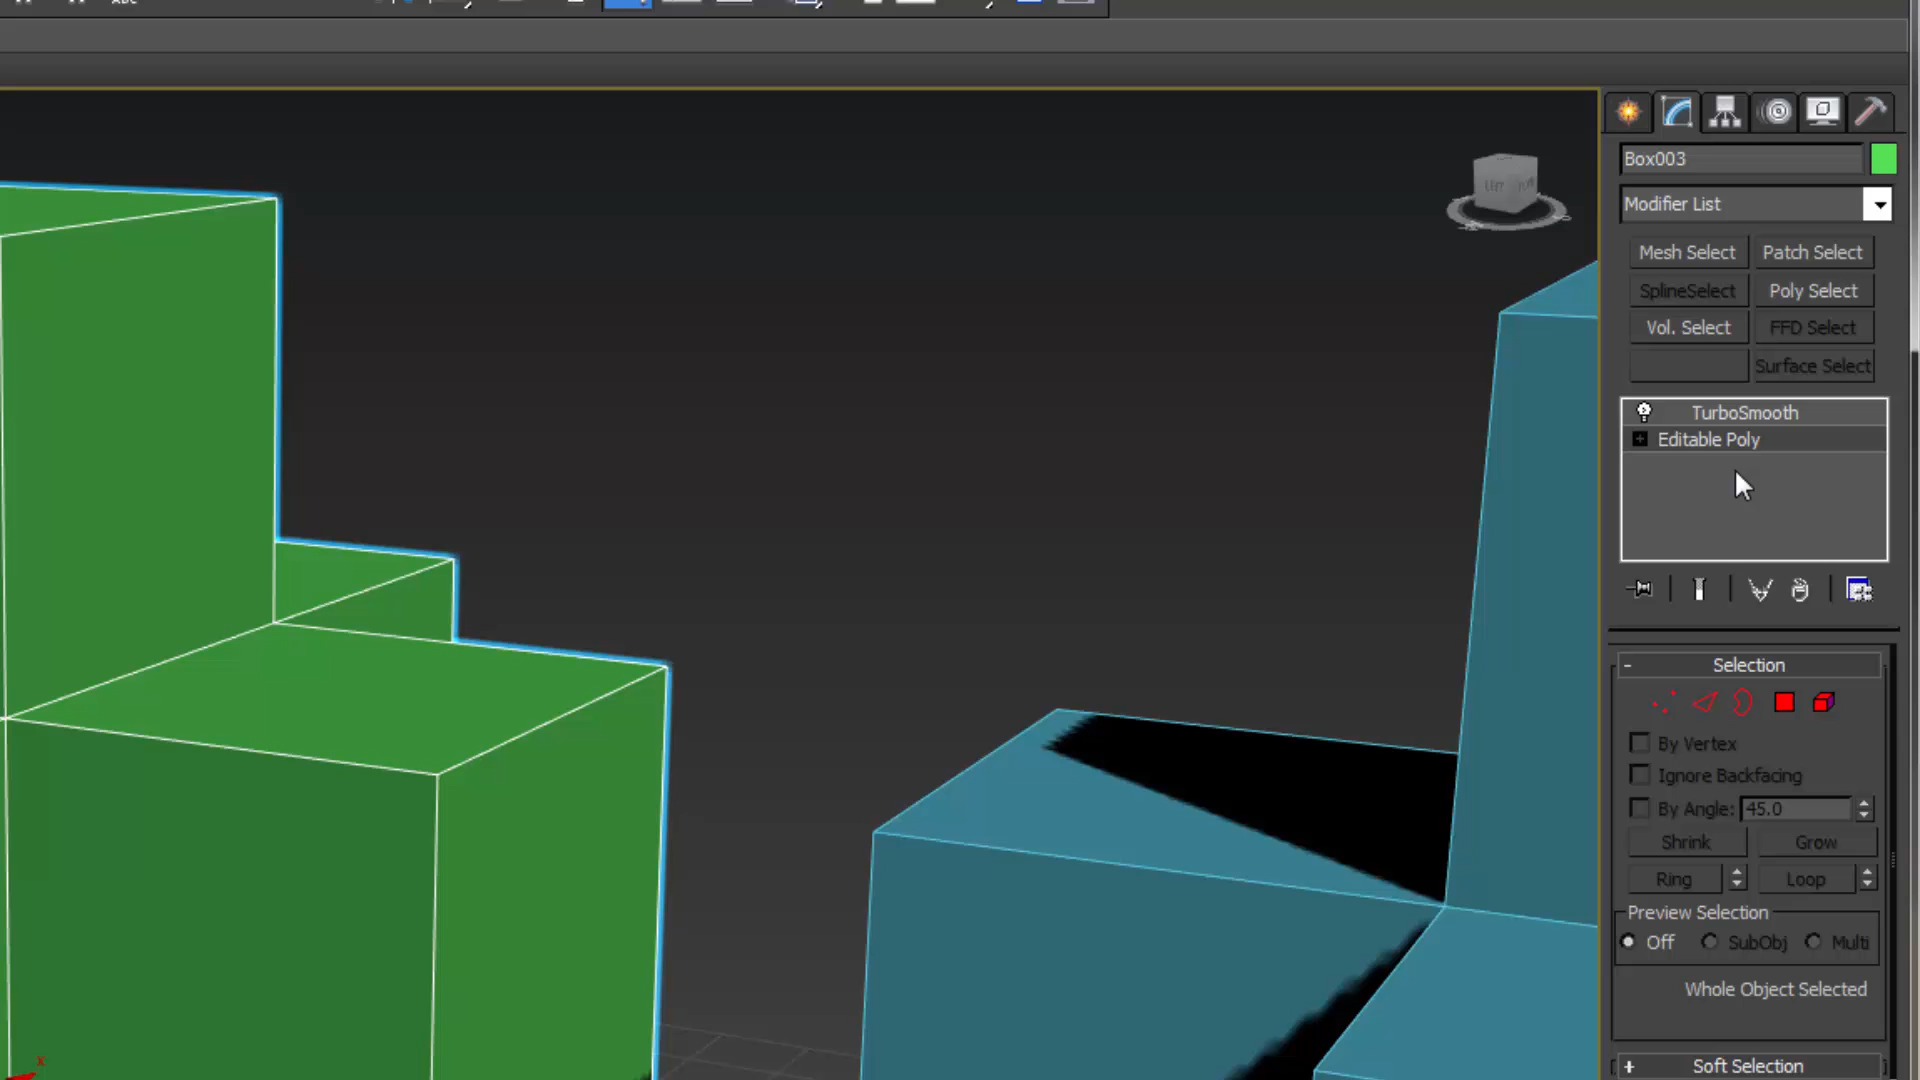 ABC
Box003
Modifier List
Mesh Select
Patch Select
SplineSelect
Poly Select
Vol. Select
FFD Select
Surface Select
TurboSmooth
+ Editable Poly
- Selection
By Vertex
Ignore Backfacing
By Angle: 45.0
Shrink
Grow
Ring
Loop
Preview Selection
Off SubObj Multi
Whole Object Selected
+ Soft Selection
x